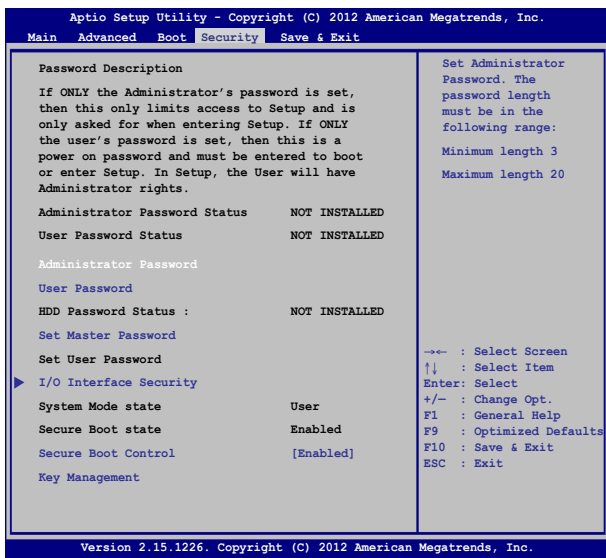 Aptio Setup Utility - Copyright (C) 2012 American Megatrends, Inc.
Main Advanced Boot Security Save & Exit
Password Description
If ONLY the Administrator's password is set,
then this only limits access to Setup and is
only asked for when entering Setup. If ONLY
the user's password is set, then this is a
power on password and must be entered to boot
or enter Setup. In Setup, the User will have
Administrator rights.
Administrator Password Status NOT INSTALLED
User Password Status NOT INSTALLED
Administrator Password
User Password
HDD Password Status : NOT INSTALLED
Set Master Password
Set User Password
I/O Interface Security
System Mode state User
Secure Boot state Enabled
Secure Boot Control [Enabled]
Key Management
Set Administrator
Password. The
password length
must be in the
following range:
Minimum length 3
Maximum length 20
→← : Select Screen
↑↓ : Select Item
Enter: Select
+/— : Change Opt.
F1 : General Help
F9 : Optimized Defaults
F10 : Save & Exit
ESC : Exit
Version 2.15.1226. Copyright (C) 2012 American Megatrends, Inc.